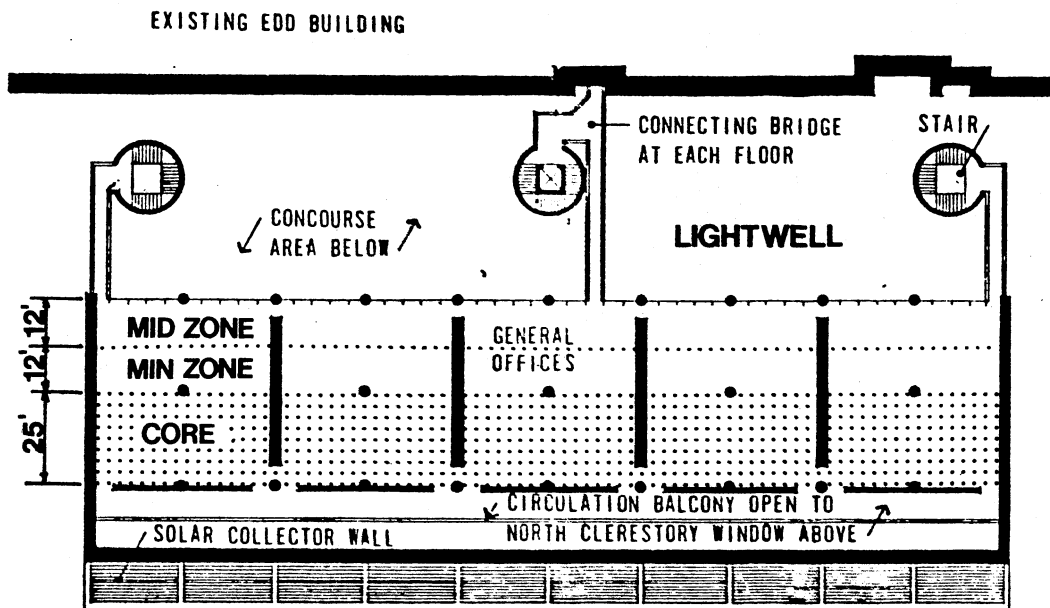 EXISTING EDD BUILDING
CONNECTING BRIDGE
AT EACH FLOOR
STAIR
CONCOURSE
AREA BELOW
LIGHTWELL
12'
MID ZONE
GENERAL
OFFICES
12'
MIN ZONE
25'
CORE
CIRCULATION BALCONY OPEN TO
NORTH CLERESTORY WINDOW ABOVE
SOLAR COLLECTOR WALL